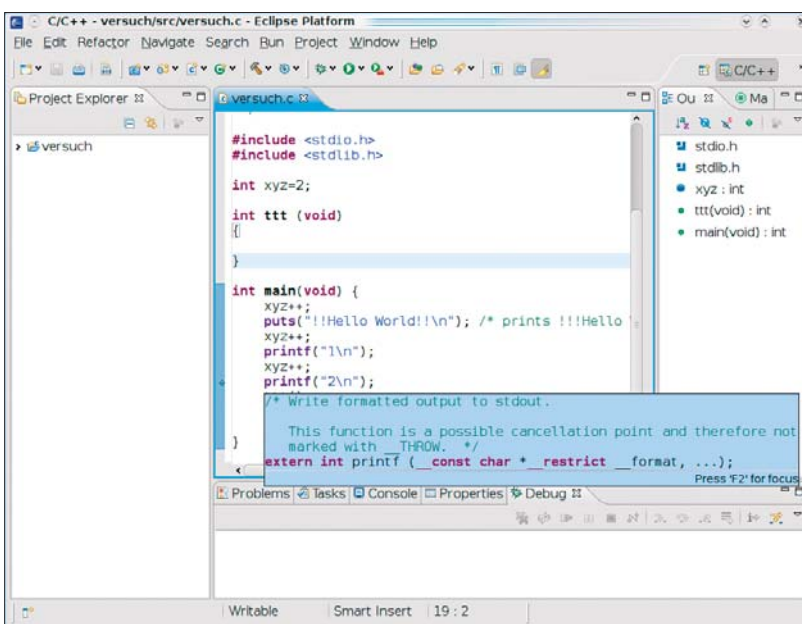 C/C++ - versuch/src/versuch.c - Eclipse Platform
File Edit Refactor Navigate Search Run Project Window Help
C/C++
Project Explorer
versuch
versuch.c
#include <stdio.h>
#include <stdlib.h>
int xyz=2;
int ttt (void)
{
}
int main(void) {
xyz++;
puts("!!Hello World!!\n"); /* prints !!!Hello
xyz++;
printf("1\n");
xyz++;
printf("2\n");
}
/* Write formatted output to stdout.
This function is a possible cancellation point and therefore not
marked with __THROW. */
extern int printf (__const char *__restrict __format, ...);
Press 'F2' for focus
Ou Ma
stdio.h
stdlib.h
xyz : int
ttt(void) : int
main(void) : int
Problems Tasks Console Properties Debug
Writable Smart Insert 19 : 2